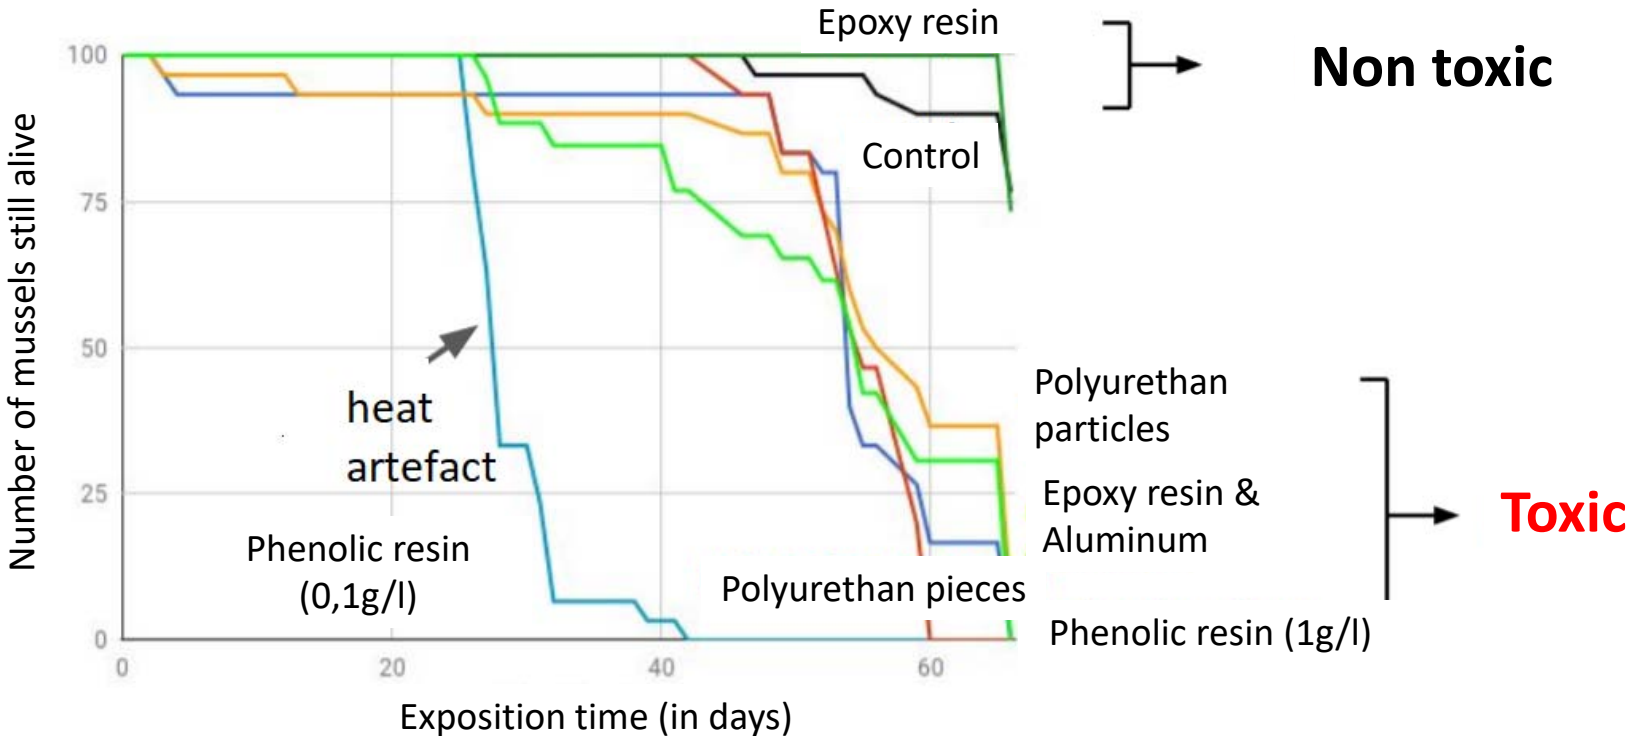 Epoxy resin
Non toxic
Number of mussels still alive
100
75
50
25
0
Control
heat
artefact
Phenolic resin
(0,1g/l)
Polyurethan pieces
Polyurethan
particles
Epoxy resin &
Aluminum
Toxic
Phenolic resin (1g/l)
0
20
40
60
Exposition time (in days)